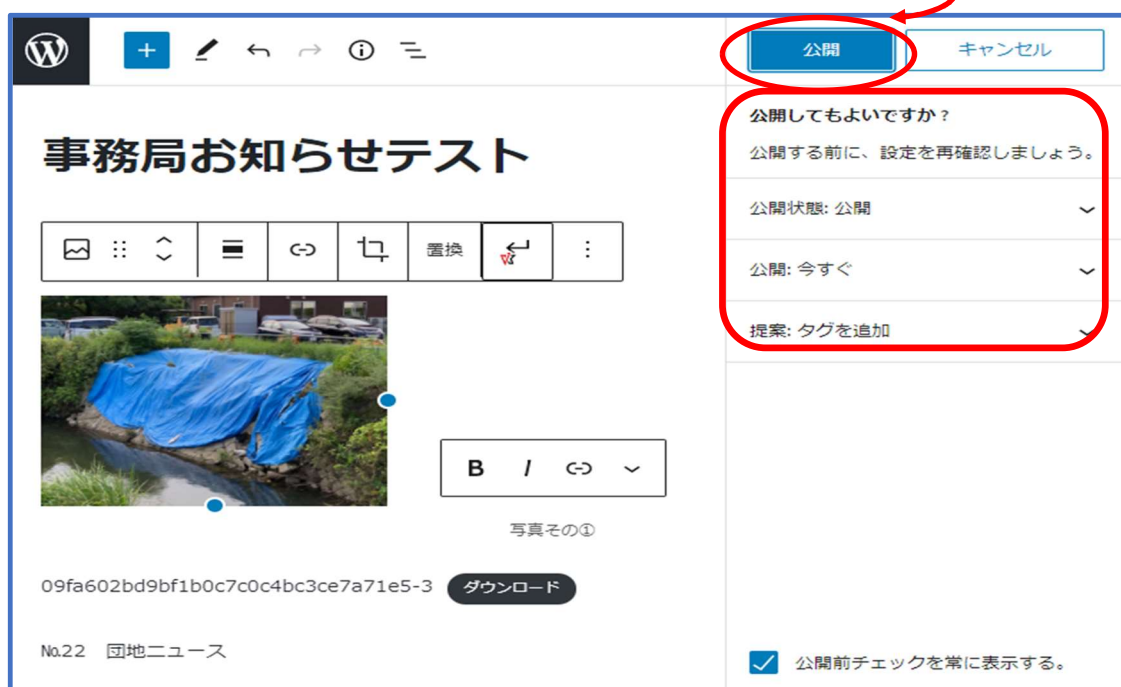 公開
キャンセル
事務局お知らせテスト
置換
B I
写真その①
09fa602bd9bf1b0c7c0c4bc3ce7a71e5-3 ダウンロード
№22 団地ニュース
公開してもよいですか?
公開する前に、設定を再確認しましょう。
公開状態: 公開
公開: 今すぐ
提案: タグを追加
公開前チェックを常に表示する。